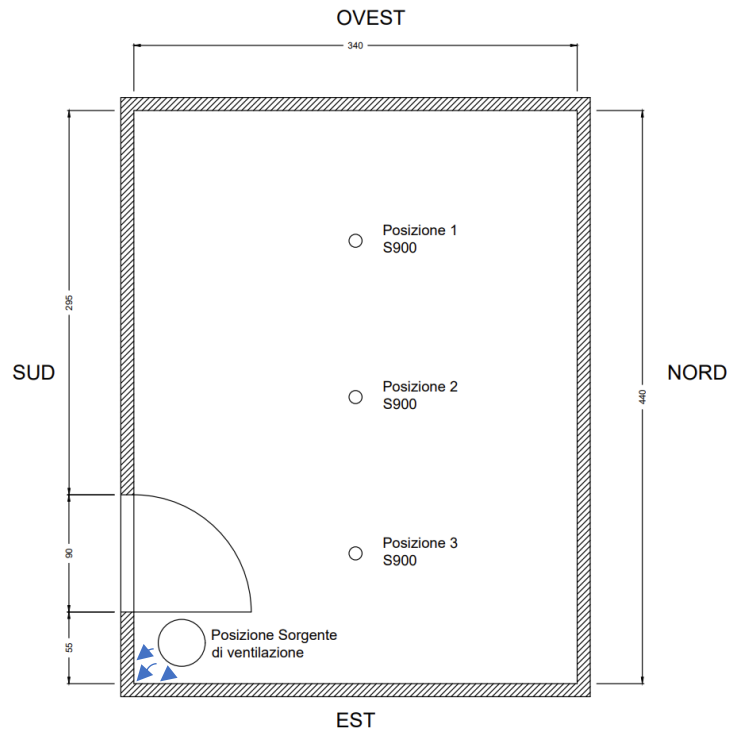 OVEST
340
Posizione 1
S900
295
SUD
NORD
Posizione 2
S900
440
90
Posizione 3
S900
55
Posizione Sorgente
di ventilazione
EST